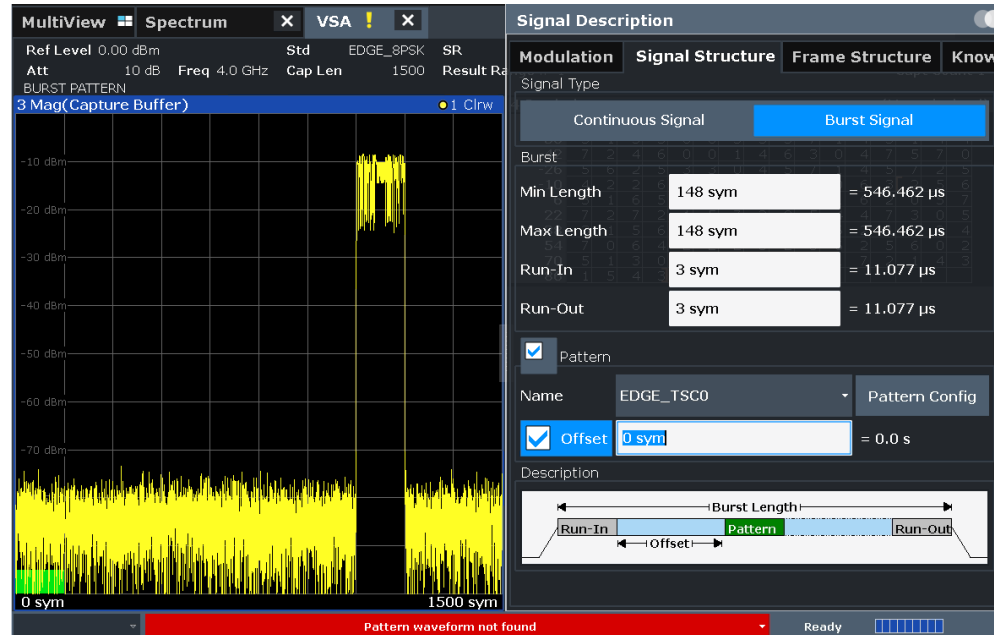 MultiView Spectrum X VSA ! X
Ref Level 0.00 dBm Std EDGE_8PSK SR
Att 10 dB Freq 4.0 GHz Cap Len 1500 Result Ra
BURST PATTERN
3 Mag(Capture Buffer) 1 Clrw
-10 dBm
-20 dBm
-30 dBm
-40 dBm
-50 dBm
-60 dBm
-70 dBm
0 sym 1500 sym
Signal Description
Modulation Signal Structure Frame Structure Know
Signal Type
Continuous Signal Burst Signal
Burst
Min Length 148 sym = 546.462 µs
Max Length 148 sym = 546.462 µs
Run-In 3 sym = 11.077 µs
Run-Out 3 sym = 11.077 µs
Pattern
Name EDGE_TSC0 Pattern Config
Offset 0 sym = 0.0 s
Description
Burst Length
Run-In Pattern Run-Out
Offset
Pattern waveform not found Ready